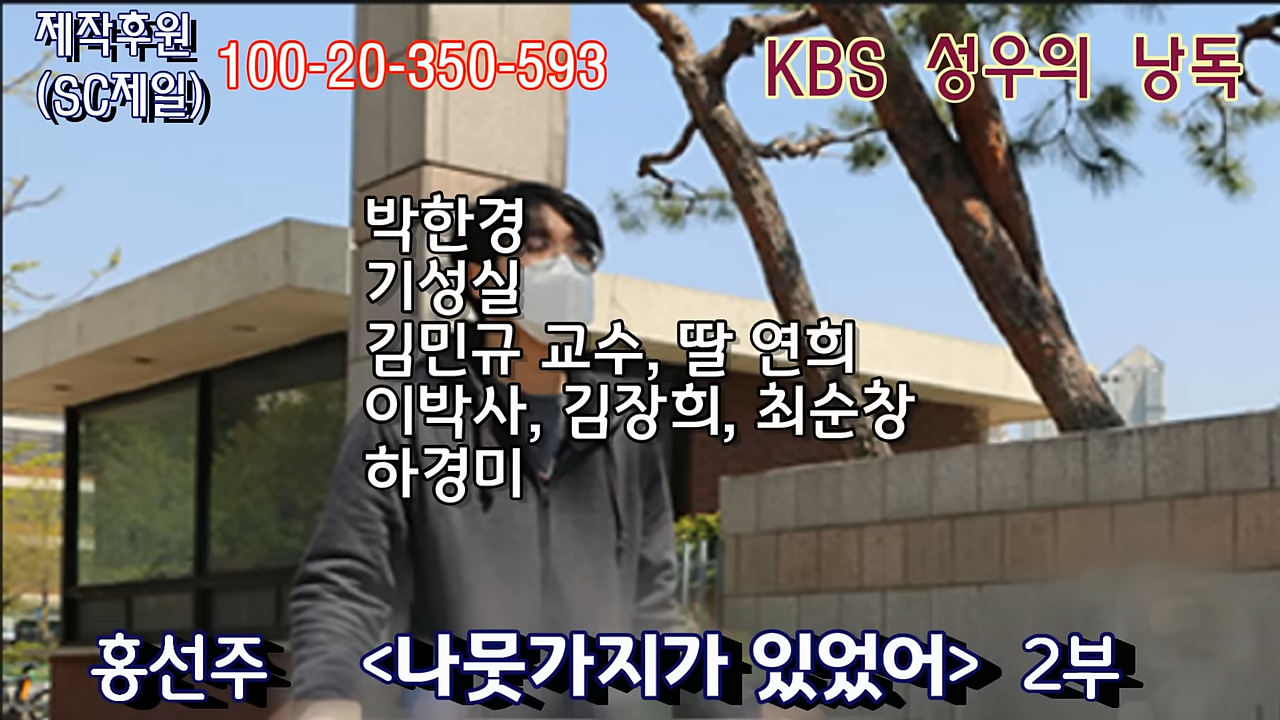 제작후원
(SC제일)
100-20-350-593
KBS 성우의 낭독
박한경
기성실
김민규 교수, 딸 연희
이박사, 김장희, 최순창
하경미
홍선주 <나뭇가지가 있었어> 2부